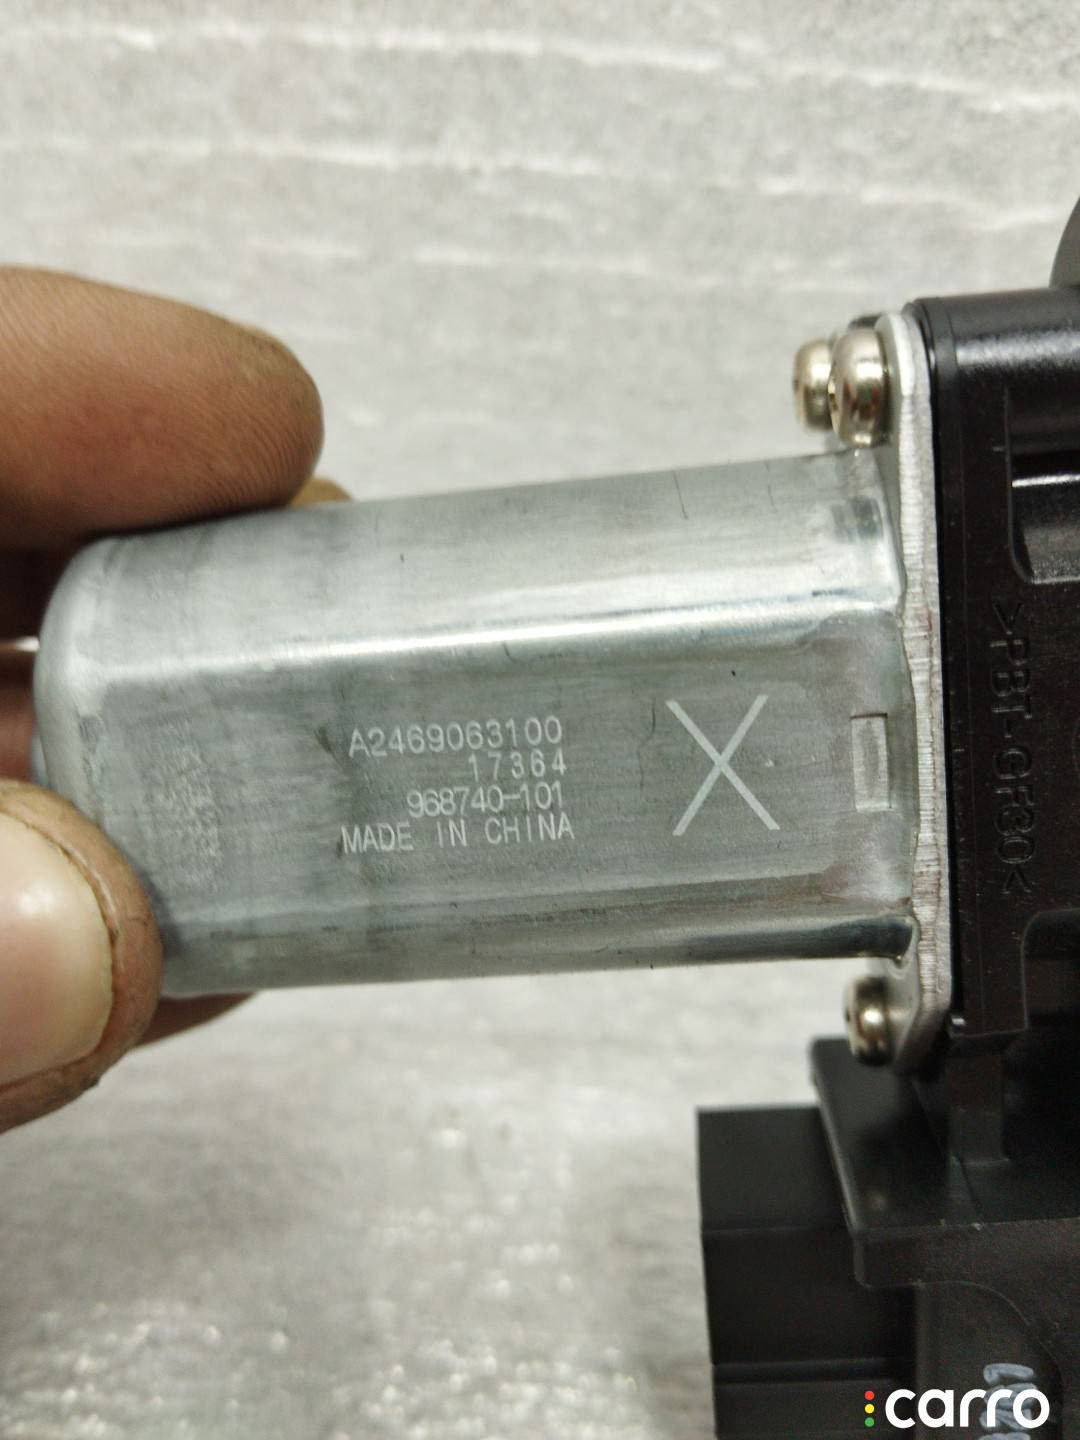 A2469063100
17364
968740-101
MADE IN CHINA
X
>PBT-GF30<
carro